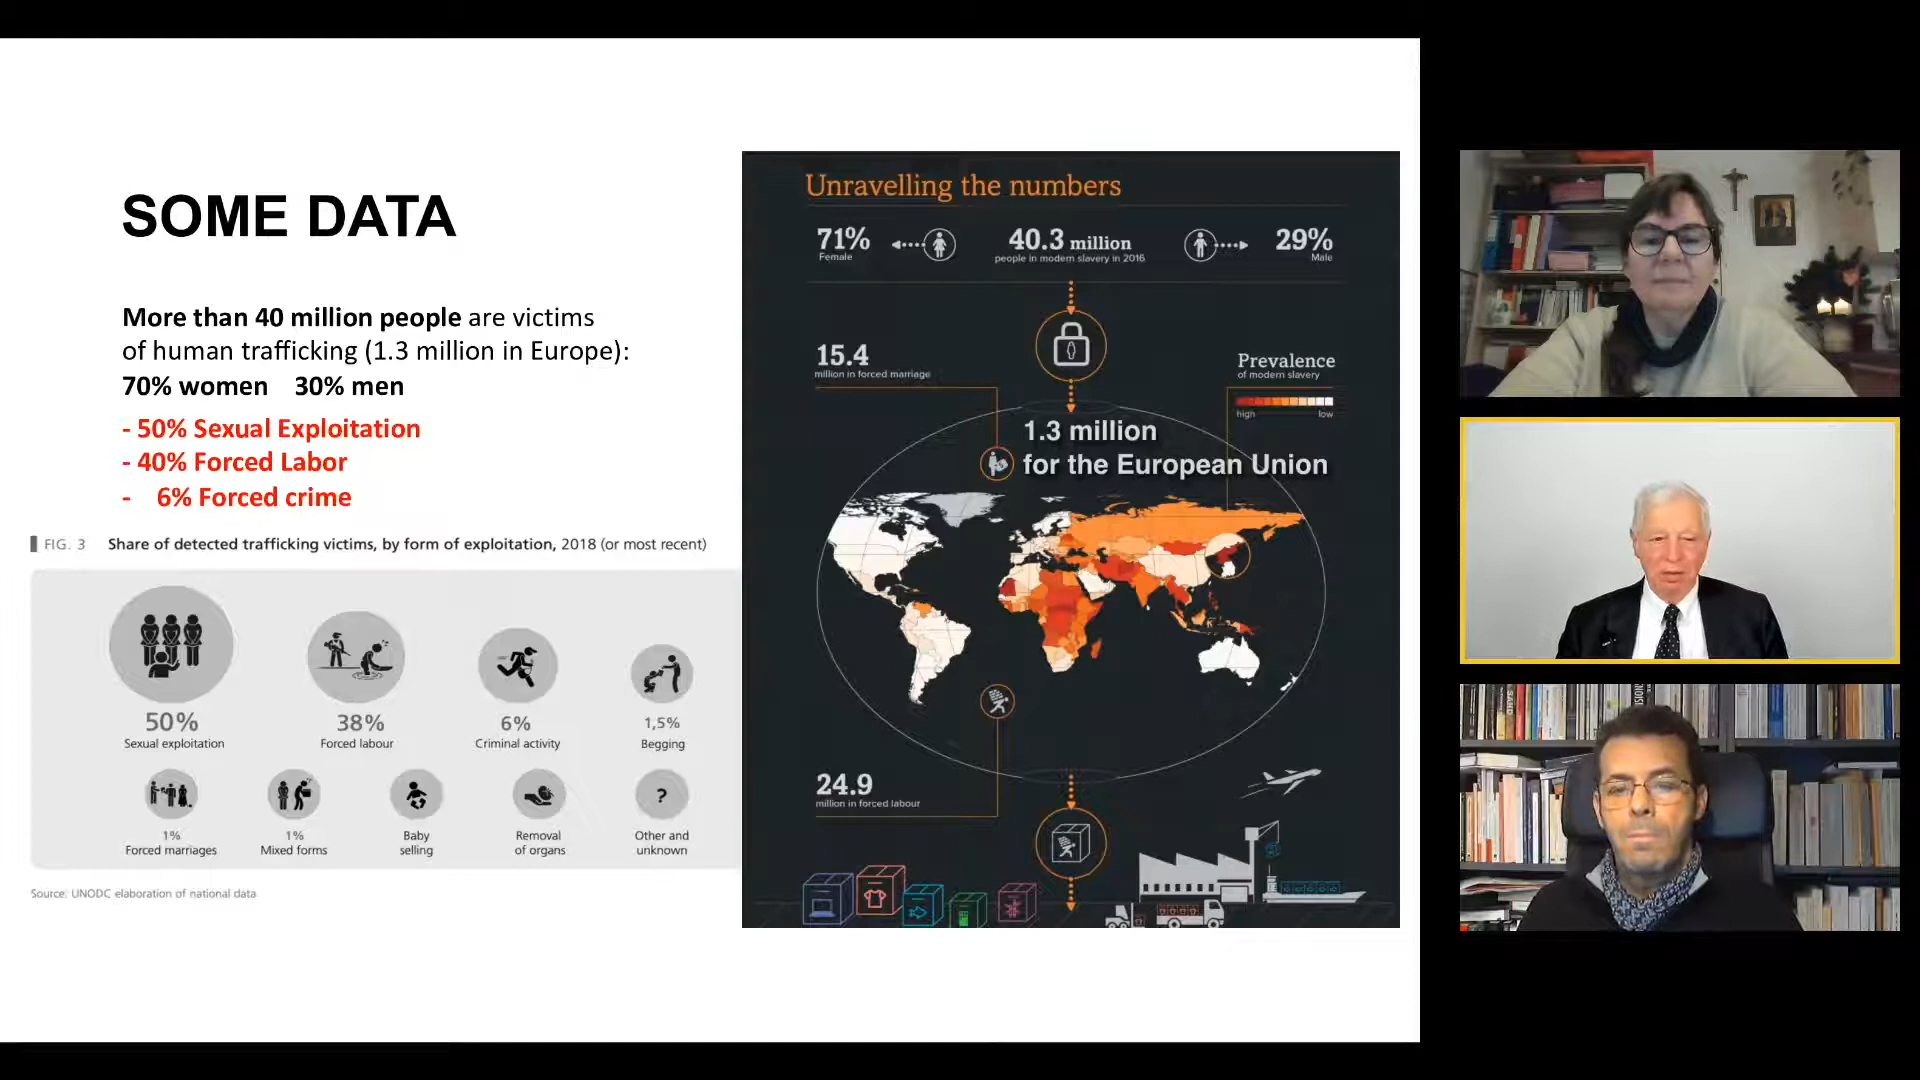 SOME DATA
More than 40 million people are victims
of human trafficking (1.3 million in Europe):
70% women 30% men
- 50% Sexual Exploitation
- 40% Forced Labor
- 6% Forced crime
FIG. 3 Share of detected trafficking victims, by form of exploitation, 2018 (or most recent)
50%
Sexual exploitation
38%
Forced labour
6%
Criminal activity
1,5%
Begging
1%
Forced marriages
1%
Mixed forms
Baby
selling
Removal
of organs
?
Other and
unknown
Source: UNODC elaboration of national data
Unravelling the numbers
71%
Female
40.3 million
people in modern slavery in 2016
29%
Male
15.4
million in forced marriage
Prevalence
of modern slavery
high low
1.3 million
for the European Union
24.9
million in forced labour